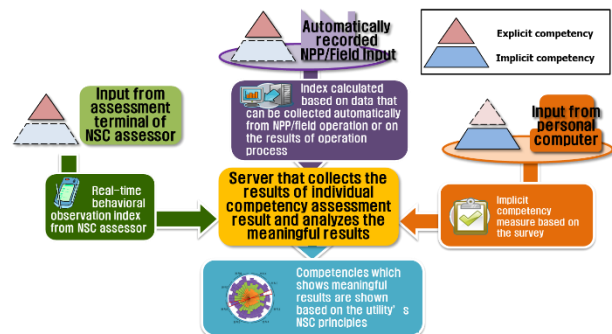 Automatically
recorded
NPP/Field Input
Explicit competency
Implicit competency
Input from
assessment
terminal of
NSC assessor
Index calculated
based on data that
can be collected automatically
from NPP/field operation or on
the results of operation
process
Input from
personal
computer
Real-time
behavioral
observation index
from NSC assessor
Server that collects the
results of individual
competency assessment
result and analyzes the
meaningful results
Implicit
competency
measure based on
the survey
Competencies which
shows meaningful
results are shown
based on the utility's
NSC principles